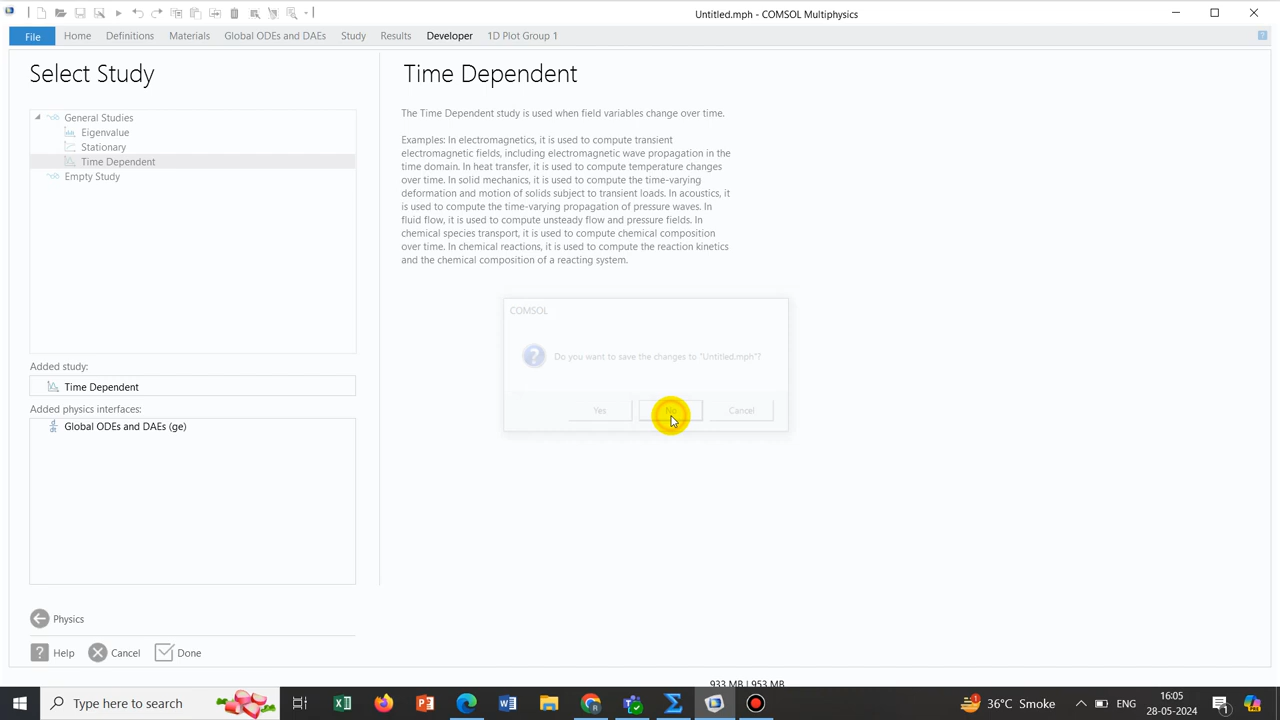 Untitled.mph - COMSOL Multiphysics
File Home Definitions Materials Global ODEs and DAEs Study Results Developer 1D Plot Group 1
Select Study
Time Dependent
General Studies
Eigenvalue
Stationary
Time Dependent
Empty Study
The Time Dependent study is used when field variables change over time.
Examples: In electromagnetics, it is used to compute transient
electromagnetic fields, including electromagnetic wave propagation in the
time domain. In heat transfer, it is used to compute temperature changes
over time. In solid mechanics, it is used to compute the time-varying
deformation and motion of solids subject to transient loads. In acoustics, it
is used to compute the time-varying propagation of pressure waves. In
fluid flow, it is used to compute unsteady flow and pressure fields. In
chemical species transport, it is used to compute chemical composition
over time. In chemical reactions, it is used to compute the reaction kinetics
and the chemical composition of a reacting system.
COMSOL
Do you want to save the changes to "Untitled.mph"?
Yes No Cancel
Added study:
Time Dependent
Added physics interfaces:
Global ODEs and DAEs (ge)
Physics
Help Cancel Done
933 MB | 953 MB
Type here to search
36°C Smoke
ENG
16:05
28-05-2024